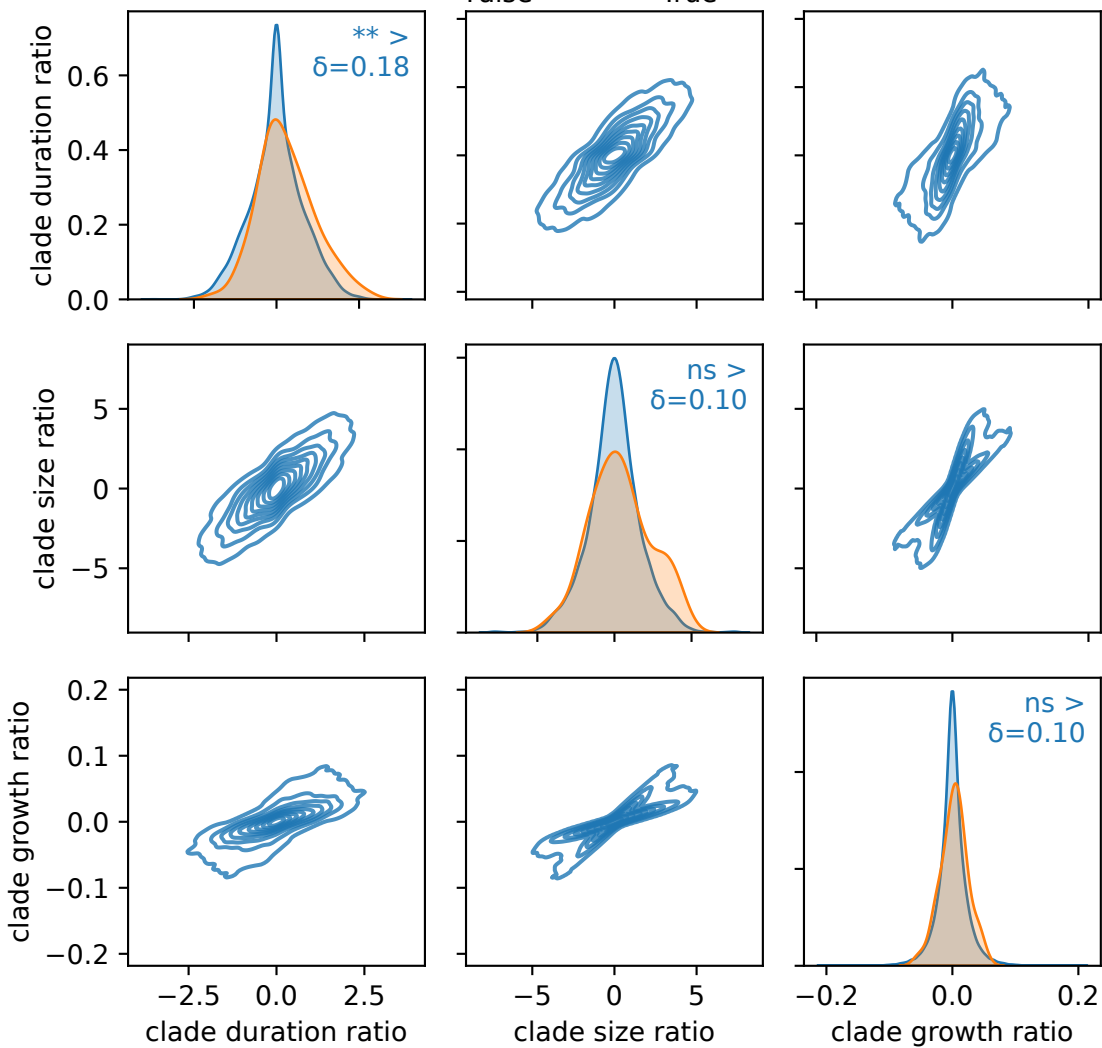 clade duration ratio
0.6
0.4
0.2
0.0
** >
δ=0.18
clade size ratio
5
0
−5
ns >
δ=0.10
clade growth ratio
0.2
0.1
0.0
−0.1
−0.2
ns >
δ=0.10
−2.5 0.0 2.5
−5 0 5
−0.2 0.0 0.2
clade duration ratio
clade size ratio
clade growth ratio